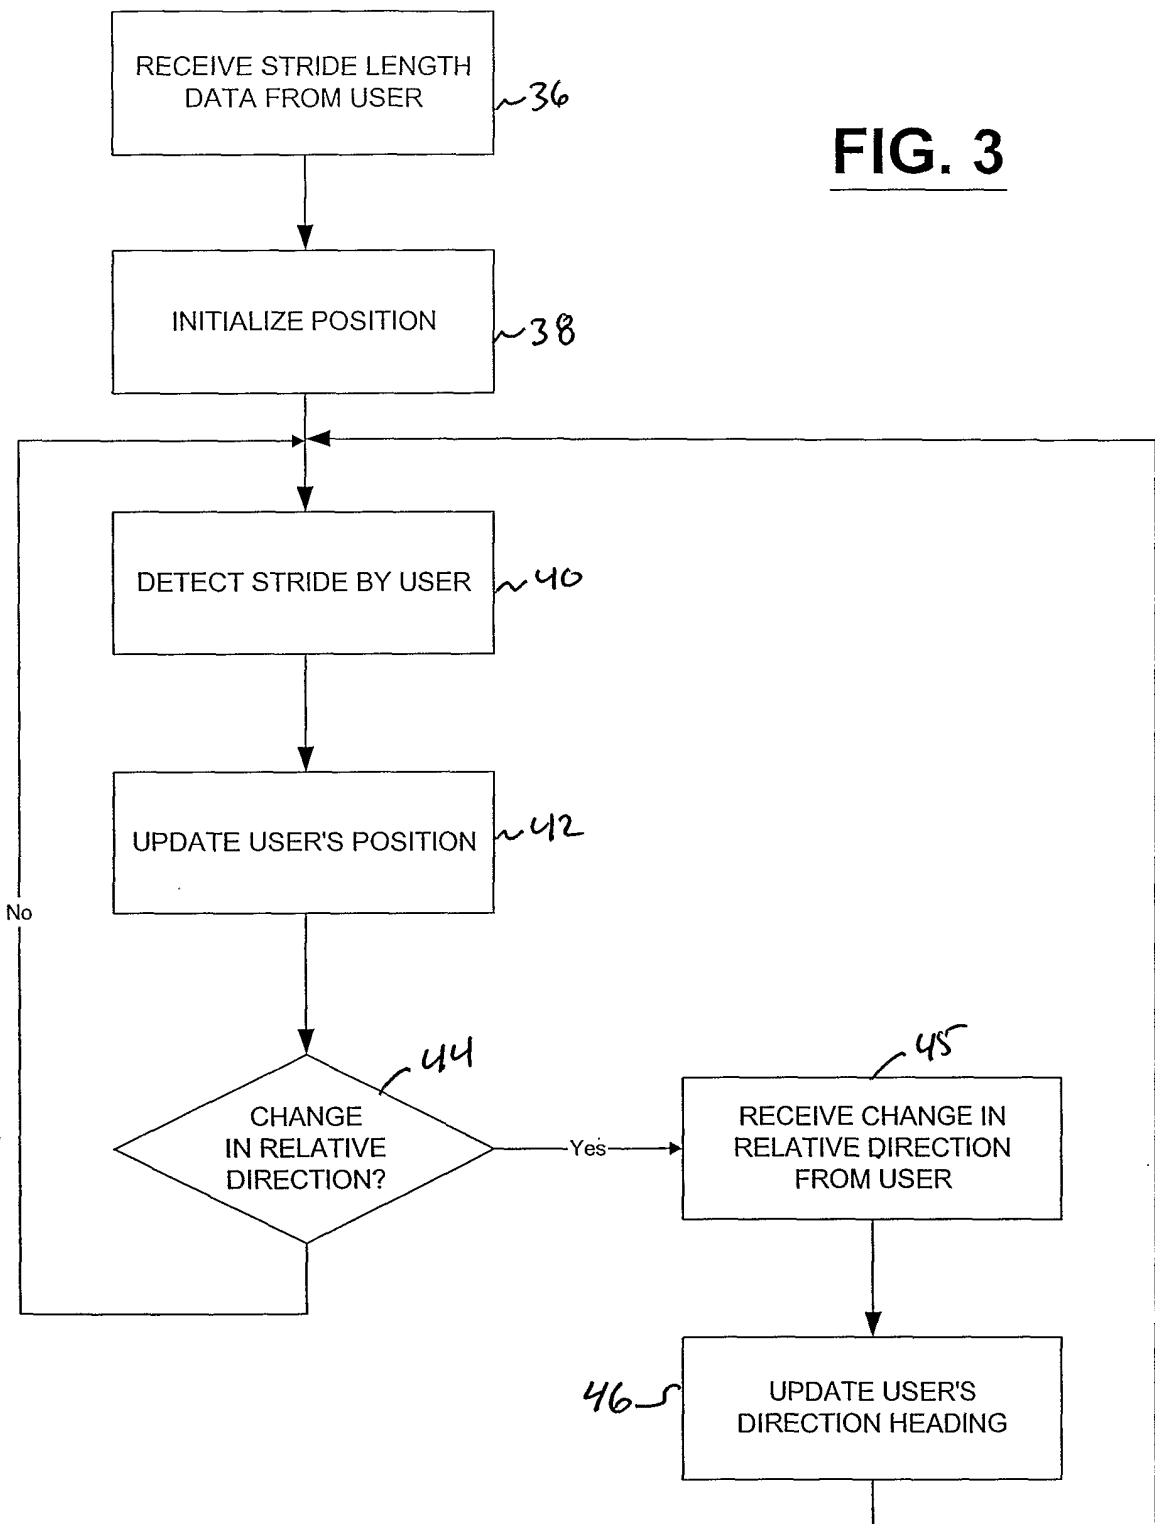 RECEIVE STRIDE LENGTH
DATA FROM USER
36
FIG. 3
INITIALIZE POSITION
38
DETECT STRIDE BY USER
40
UPDATE USER'S POSITION
42
No
44
CHANGE
IN RELATIVE
DIRECTION?
Yes
45
RECEIVE CHANGE IN
RELATIVE DIRECTION
FROM USER
46
UPDATE USER'S
DIRECTION HEADING